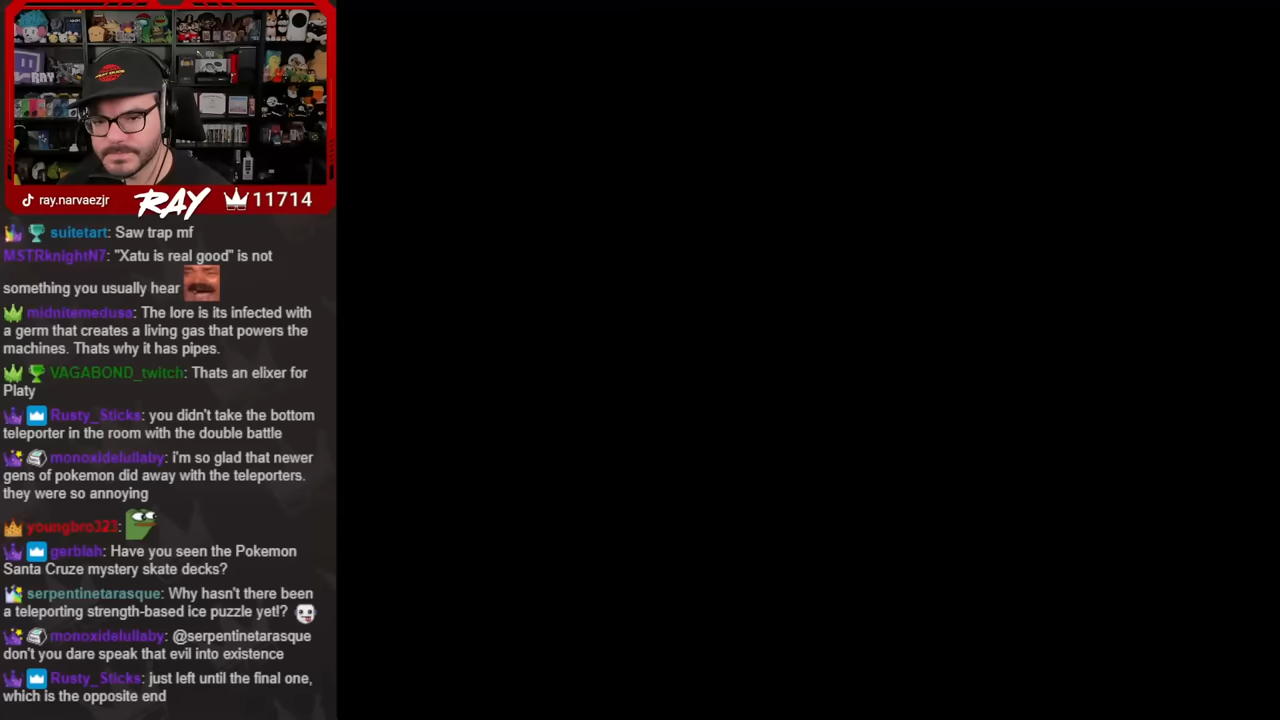 ray.narvaezjr
RAY
11714
suitetart: Saw trap mf
MSTRknightN7: "Xatu is real good" is not
something you usually hear
midnitemedusa: The lore is its infected with
a germ that creates a living gas that powers the
machines. Thats why it has pipes.
VAGABOND_twitch: Thats an elixer for
Platy
Rusty_Sticks: you didn't take the bottom
teleporter in the room with the double battle
monoxidelullaby: i'm so glad that newer
gens of pokemon did away with the teleporters.
they were so annoying
youngbro323:
gerblah: Have you seen the Pokemon
Santa Cruze mystery skate decks?
serpentinetarasque: Why hasn't there been
a teleporting strength-based ice puzzle yet!?
monoxidelullaby: @serpentinetarasque
don't you dare speak that evil into existence
Rusty_Sticks: just left until the final one,
which is the opposite end